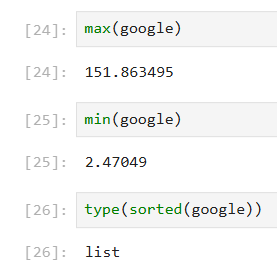 [24]: max(google)
[24]: 151.863495
[25]: min(google)
[25]: 2.47049
[26]: type(sorted(google))
[26]: list